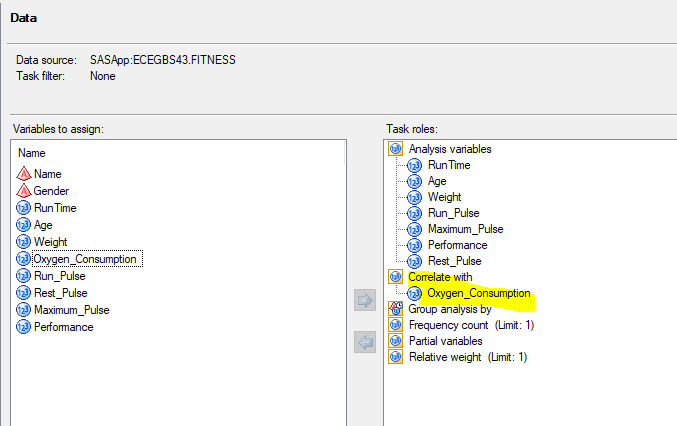 Data
Data source: SASApp:ECEGBS43.FITNESS
Task filter: None
Variables to assign:
Name
Name
Gender
RunTime
Age
Weight
Oxygen_Consumption
Run_Pulse
Rest_Pulse
Maximum_Pulse
Performance
Task roles:
Analysis variables
RunTime
Age
Weight
Run_Pulse
Maximum_Pulse
Performance
Rest_Pulse
Correlate with
Oxygen_Consumption
Group analysis by
Frequency count (Limit: 1)
Partial variables
Relative weight (Limit: 1)